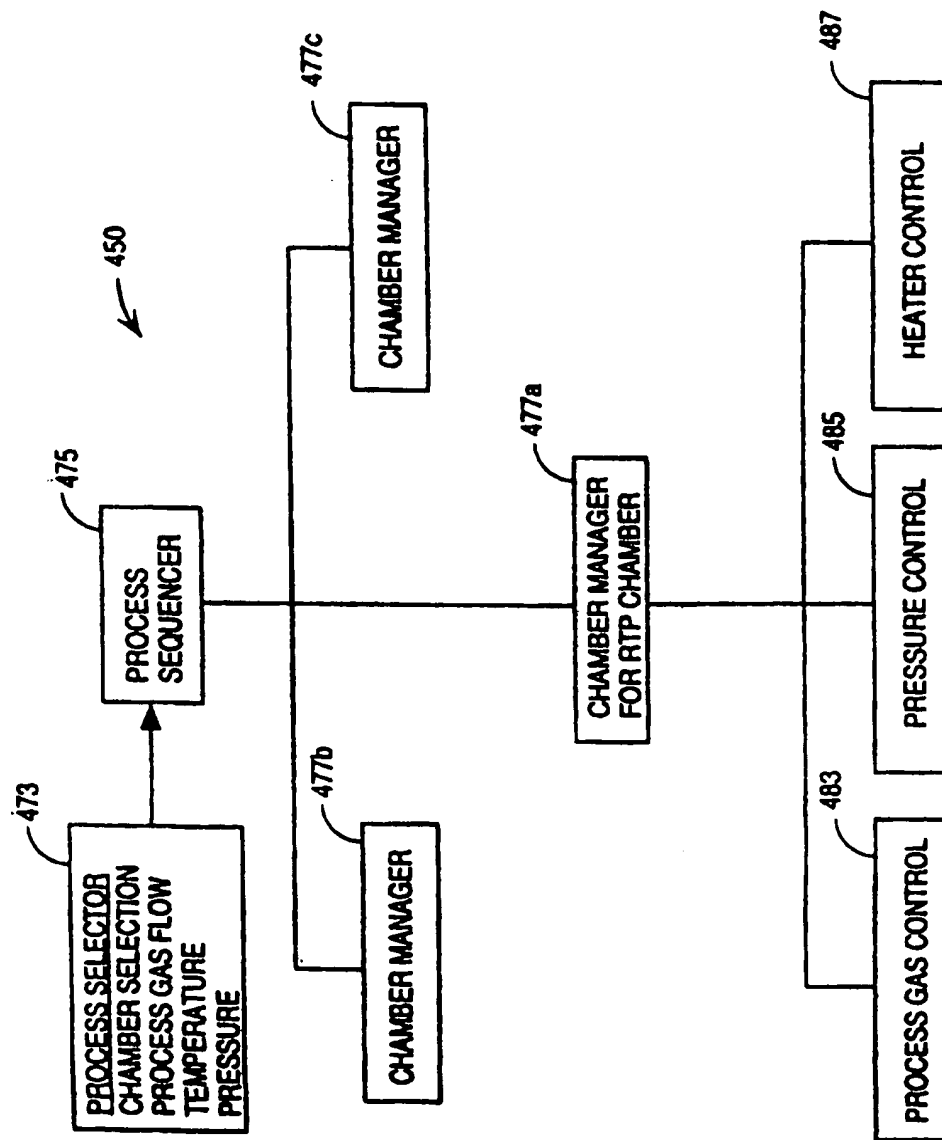 450
473
PROCESS SELECTOR
CHAMBER SELECTION
PROCESS GAS FLOW
TEMPERATURE
PRESSURE
475
PROCESS
SEQUENCER
477b
CHAMBER MANAGER
477c
CHAMBER MANAGER
477a
CHAMBER MANAGER
FOR RTP CHAMBER
483
PROCESS GAS CONTROL
485
PRESSURE CONTROL
487
HEATER CONTROL